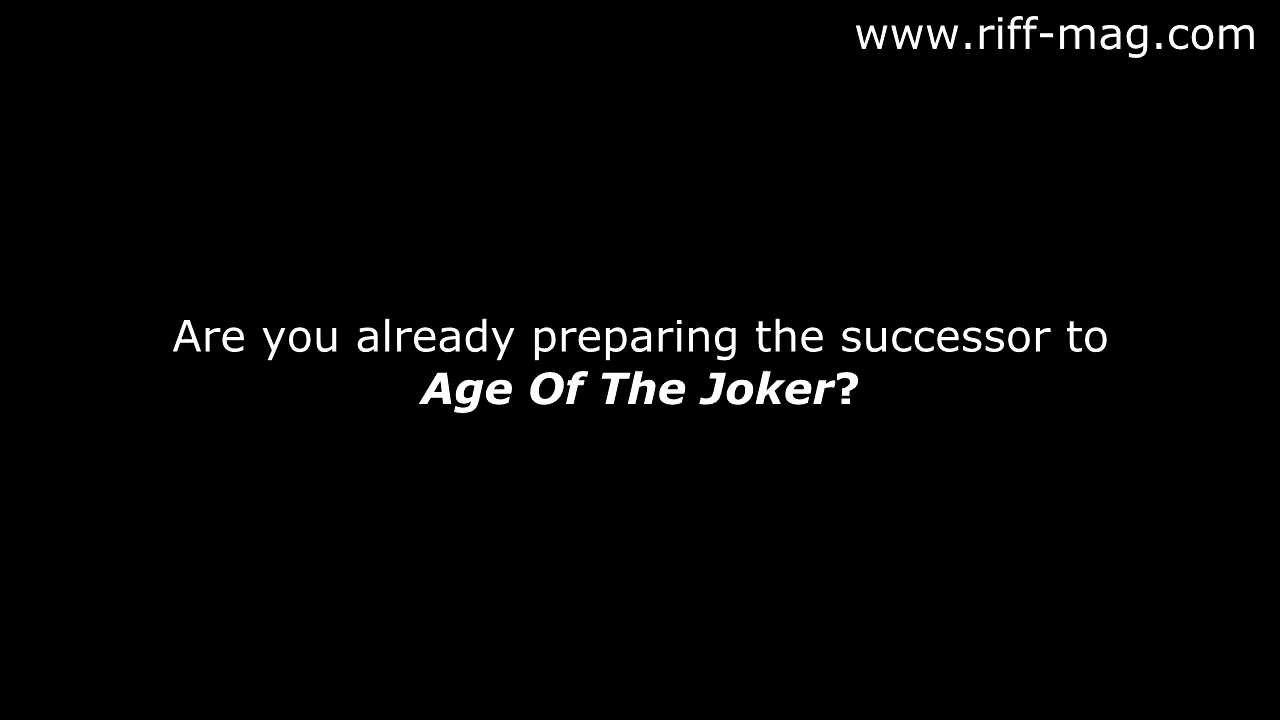 www.riff-mag.com
Are you already preparing the successor to
Age Of The Joker?